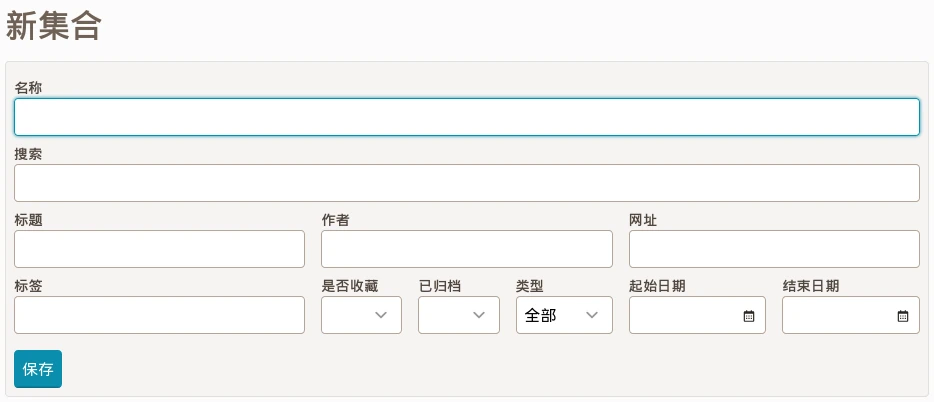 新集合
名称
搜索
标题 作者 网址
标签 是否收藏 已归档 类型 起始日期 结束日期
全部
保存